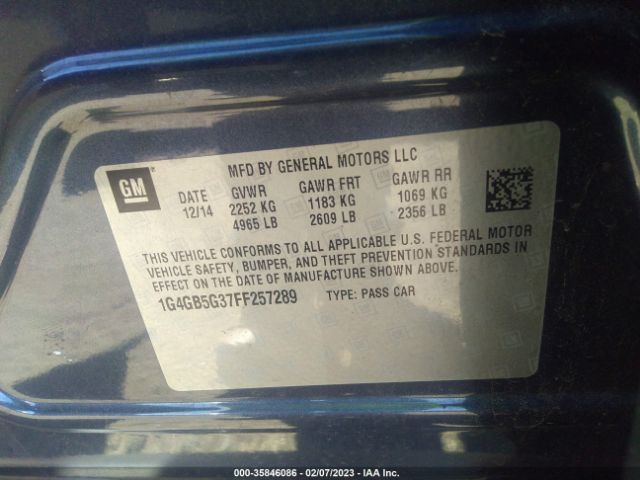 GM
MFD BY GENERAL MOTORS LLC
DATE GVWR GAWR FRT GAWR RR
12/14 2252 KG 1183 KG 1069 KG
4965 LB 2609 LB 2356 LB
THIS VEHICLE CONFORMS TO ALL APPLICABLE U.S. FEDERAL MOTOR
VEHICLE SAFETY, BUMPER, AND THEFT PREVENTION STANDARDS IN
EFFECT ON THE DATE OF MANUFACTURE SHOWN ABOVE.
1G4GB5G37FF257289 TYPE: PASS CAR
000-35846086 - 02/07/2023 - IAA Inc.